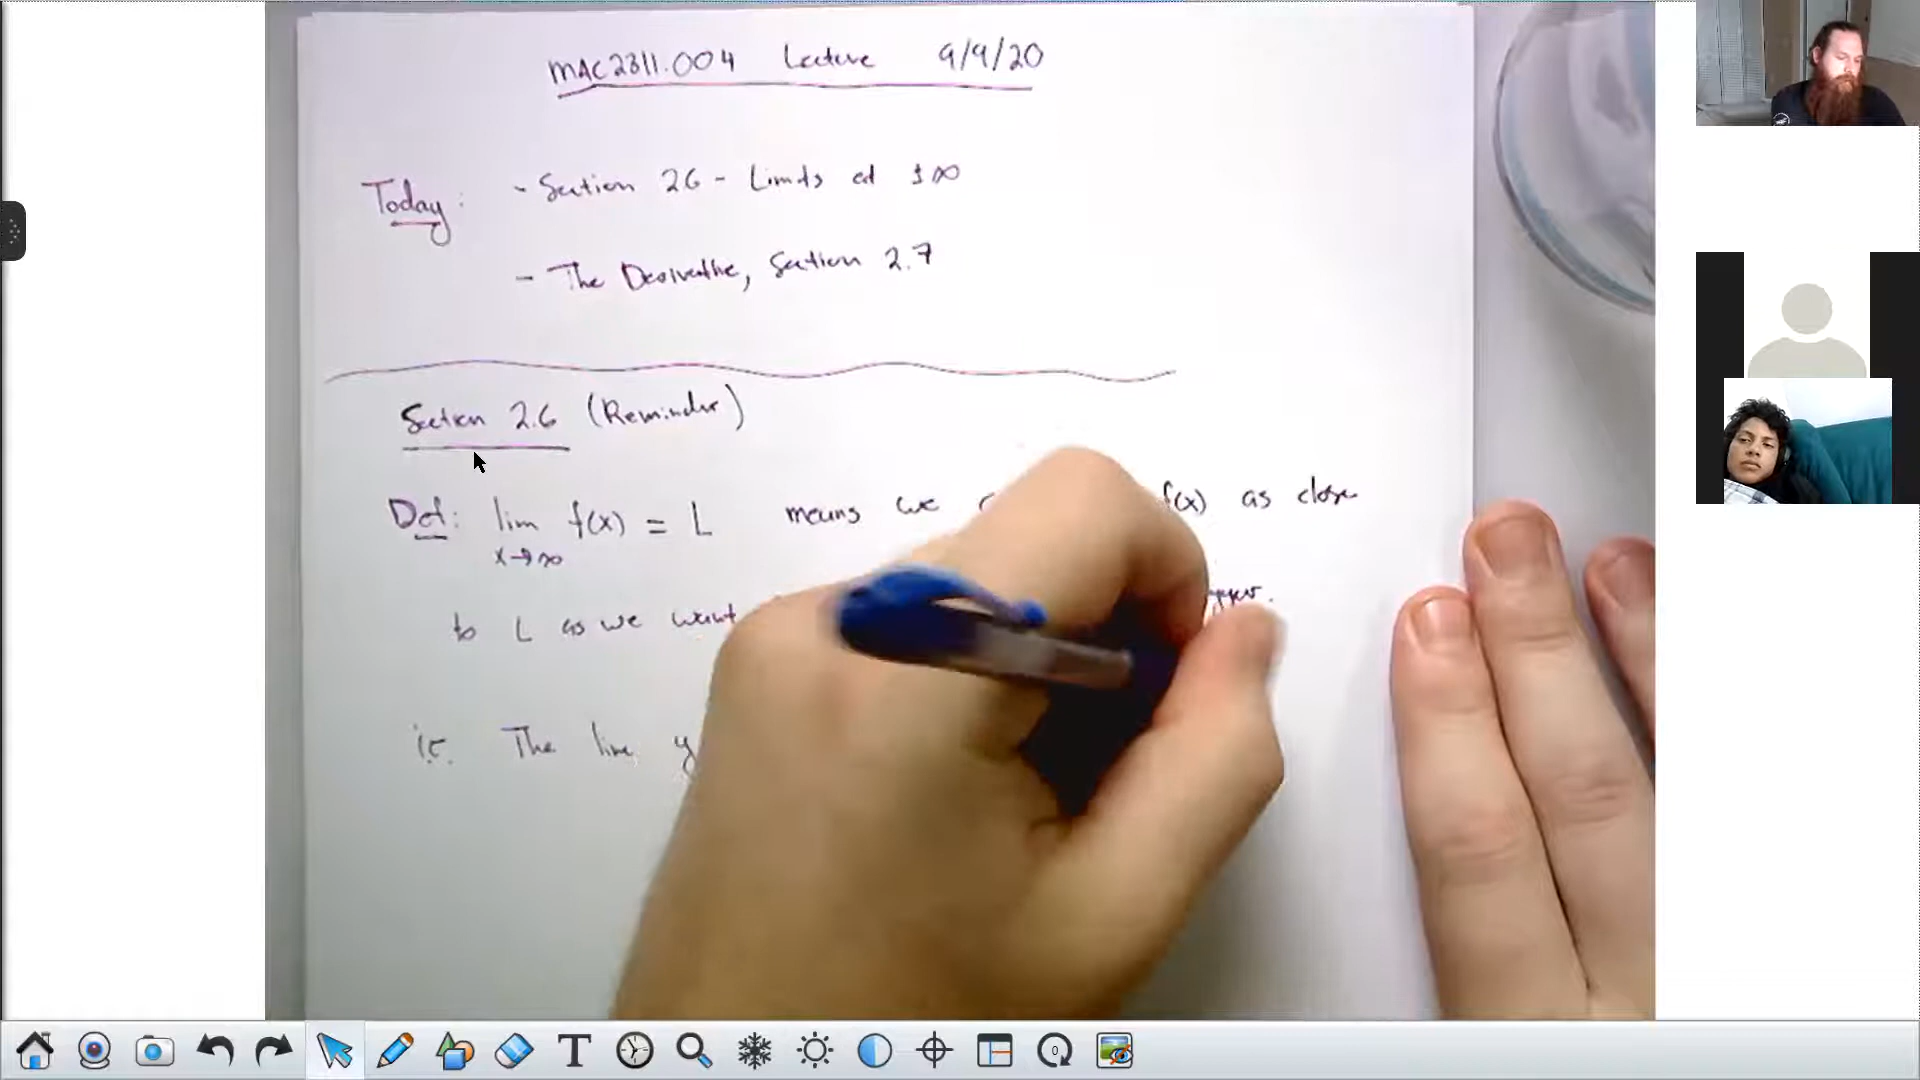 MAC2311.004 Lecture 9/9/20
Today: - Section 2.6 - Limits at ±∞
- The Derivative, Section 2.7
Section 2.6 (Reminder)
Def: lim f(x) = L means we f(x) as close
x→∞
to L as we want
i.e. The line y
T
0